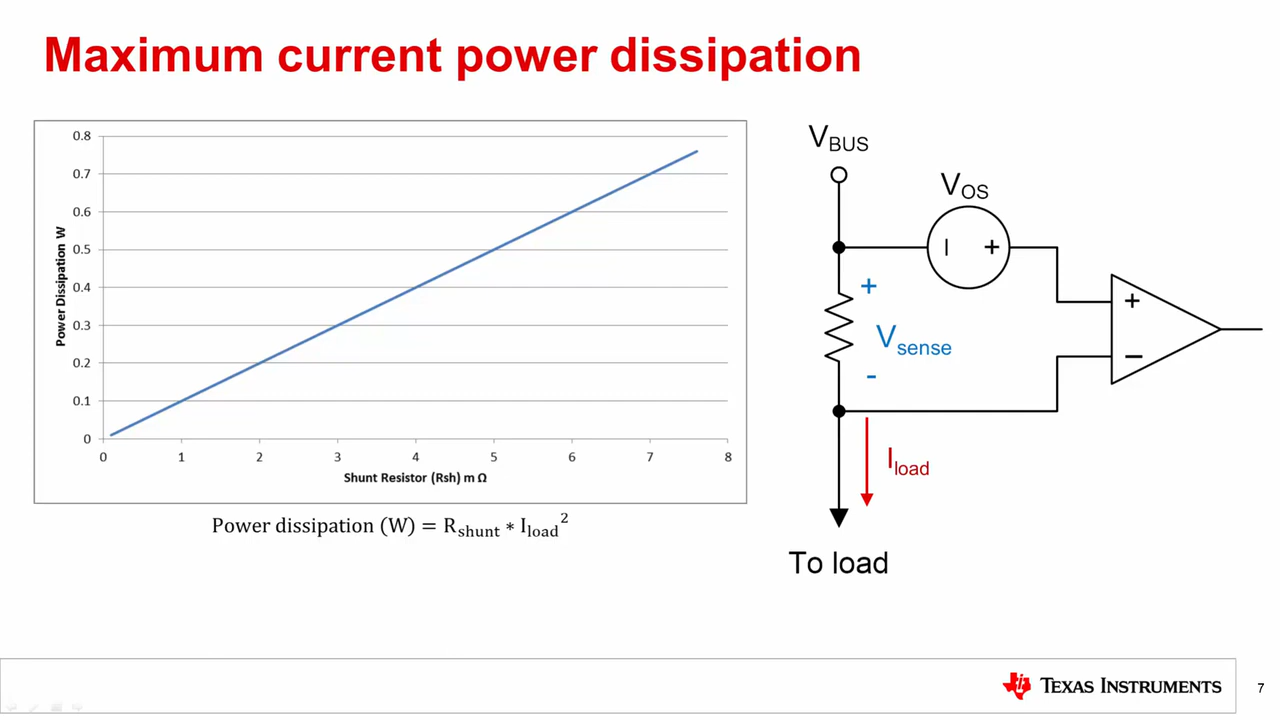 Maximum current power dissipation
0.8
0.7
0.6
0.5
0.4
0.3
0.2
0.1
0
Power Dissipation W
0 1 2 3 4 5 6 7 8
Shunt Resistor (Rsh) m Ω
Power dissipation (W) = R_shunt * I_load^2
V_BUS
V_OS
+
+
V_sense
-
+
−
I_load
To load
TEXAS INSTRUMENTS
7